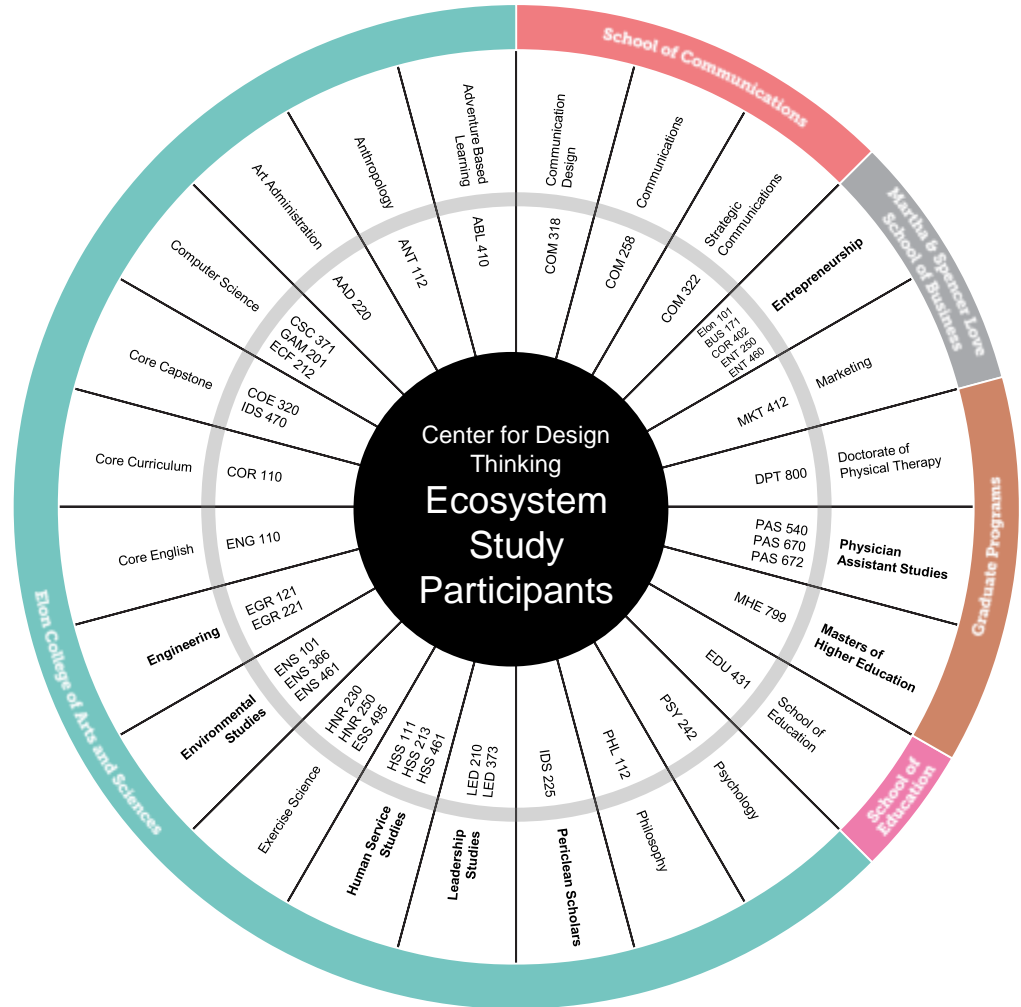 Center for Design
Thinking
Ecosystem
Study
Participants
School of Communications
Communication
Design
COM 318
Communications
COM 258
Strategic
Communications
COM 322
Martha & Spencer Love
School of Business
Entrepreneurship
Elon 101
BUS 171
COR 402
ENT 250
ENT 460
Marketing
MKT 412
Graduate Programs
Doctorate of
Physical Therapy
DPT 800
Physician
Assistant Studies
PAS 540
PAS 670
PAS 672
Masters of
Higher Education
MHE 799
School of
Education
School of
Education
EDU 431
Elon College of Arts and Sciences
Psychology
PSY 242
Philosophy
PHL 112
Periclean Scholars
IDS 225
Leadership
Studies
LED 210
LED 373
Human Service
Studies
HSS 111
HSS 213
HSS 461
Exercise Science
HNR 230
HNR 250
ESS 495
Environmental
Studies
ENS 101
ENS 366
ENS 461
Engineering
EGR 121
EGR 221
Core English
ENG 110
Core Curriculum
COR 110
Core Capstone
COE 320
IDS 470
Computer Science
CSC 371
GAM 201
ECF 212
Art Administration
AAD 220
Anthropology
ANT 112
Adventure Based
Learning
ABL 410